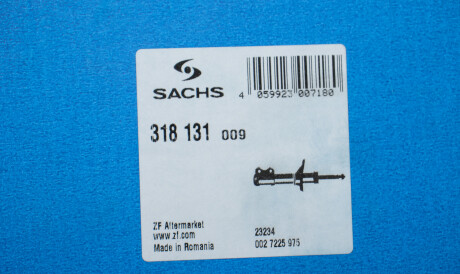 SACHS
4 059923 007180
318 131 009
ZF Aftermarket
www.zf.com
Made in Romania
23234
002 7225 975